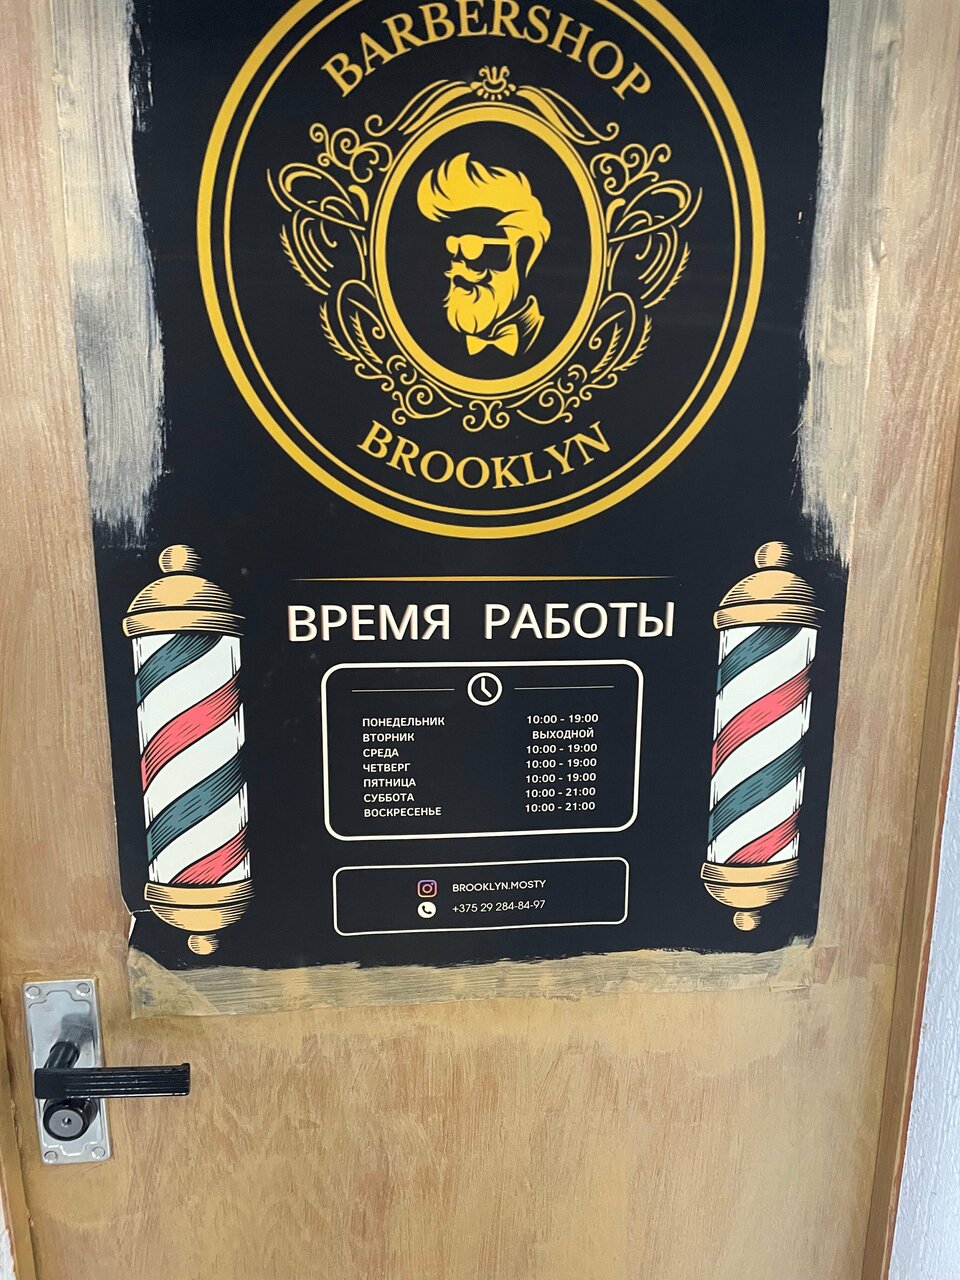 BARBERSHOP
BROOKLYN
ВРЕМЯ РАБОТЫ
ПОНЕДЕЛЬНИК 10:00 - 19:00
ВТОРНИК ВЫХОДНОЙ
СРЕДА 10:00 - 19:00
ЧЕТВЕРГ 10:00 - 19:00
ПЯТНИЦА 10:00 - 19:00
СУББОТА 10:00 - 21:00
ВОСКРЕСЕНЬЕ 10:00 - 21:00
BROOKLYN.MOSTY
+375 29 284-84-97